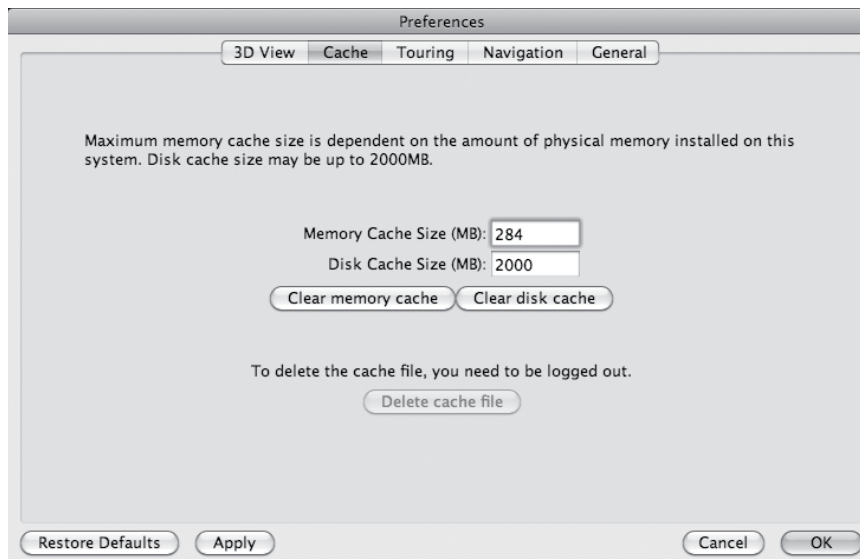 Preferences
3D View Cache Touring Navigation General
Maximum memory cache size is dependent on the amount of physical memory installed on this
system. Disk cache size may be up to 2000MB.
Memory Cache Size (MB): 284
Disk Cache Size (MB): 2000
Clear memory cache Clear disk cache
To delete the cache file, you need to be logged out.
Delete cache file
Restore Defaults Apply Cancel OK